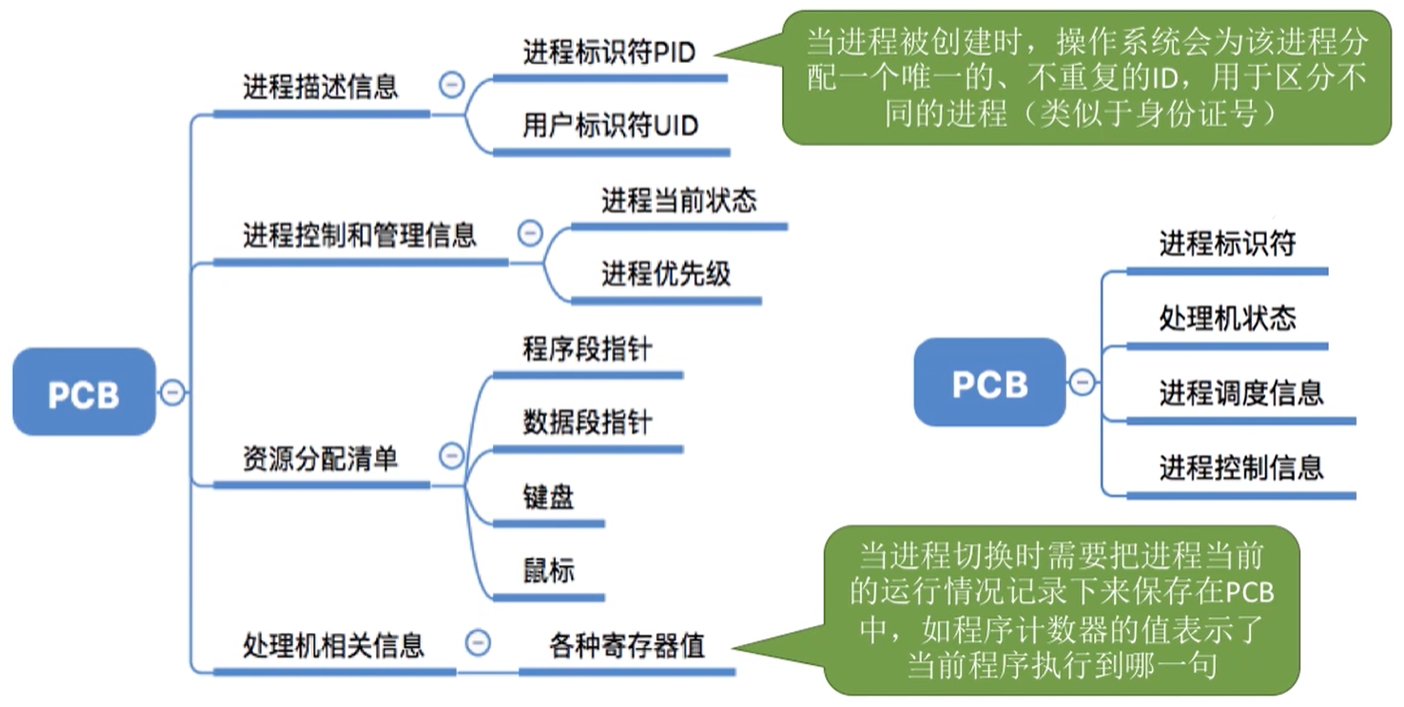 进程标识符PID
进程描述信息
用户标识符UID
当进程被创建时，操作系统会为该进程分
配一个唯一的、不重复的ID，用于区分不
同的进程（类似于身份证号）
进程当前状态
进程控制和管理信息
进程优先级
PCB
程序段指针
数据段指针
资源分配清单
键盘
鼠标
处理机相关信息
各种寄存器值
当进程切换时需要把进程当前
的运行情况记录下来保存在PCB
中，如程序计数器的值表示了
当前程序执行到哪一句
PCB
进程标识符
处理机状态
进程调度信息
进程控制信息